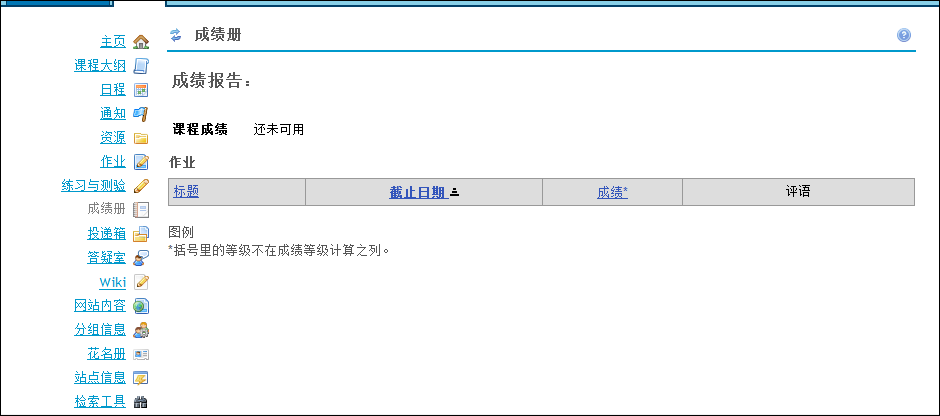 主页
课程大纲
日程
通知
资源
作业
练习与测验
成绩册
投递箱
答疑室
Wiki
网站内容
分组信息
花名册
站点信息
检索工具
成绩册
成绩报告:
课程成绩 还未可用
作业
标题 截止日期 成绩* 评语
图例
*括号里的等级不在成绩等级计算之列。